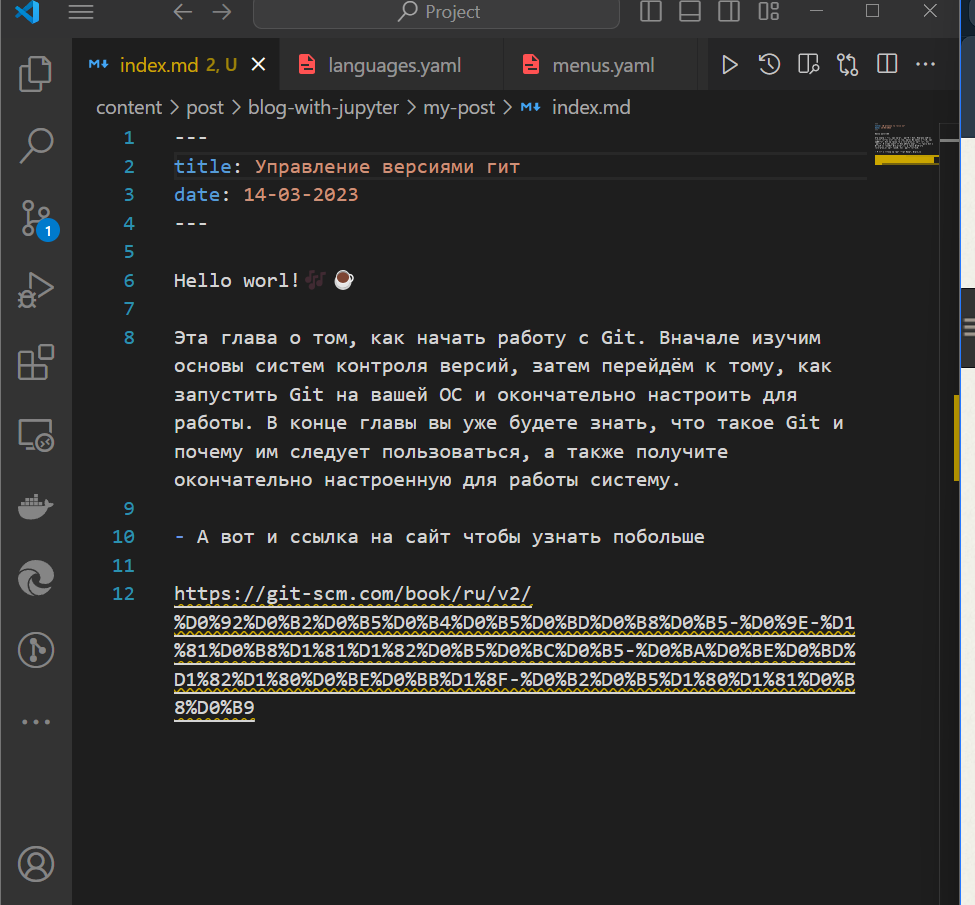 Project
index.md 2, U
languages.yaml
menus.yaml
content > post > blog-with-jupyter > my-post > index.md
1 ---
2 title: Управление версиями гит
3 date: 14-03-2023
4 ---
5
6 Hello worl!🎶☕
7
8 Эта глава о том, как начать работу с Git. Вначале изучим
основы систем контроля версий, затем перейдём к тому, как
запустить Git на вашей ОС и окончательно настроить для
работы. В конце главы вы уже будете знать, что такое Git и
почему им следует пользоваться, а также получите
окончательно настроенную для работы систему.
9
10 - А вот и ссылка на сайт чтобы узнать побольше
11
12 https://git-scm.com/book/ru/v2/
%D0%92%D0%B2%D0%B5%D0%B4%D0%B5%D0%BD%D0%B8%D0%B5-%D0%9E-%D1
%81%D0%B8%D1%81%D1%82%D0%B5%D0%BC%D0%B5-%D0%BA%D0%BE%D0%BD%
D1%82%D1%80%D0%BE%D0%BB%D1%8F-%D0%B2%D0%B5%D1%80%D1%81%D0%B
8%D0%B9
1